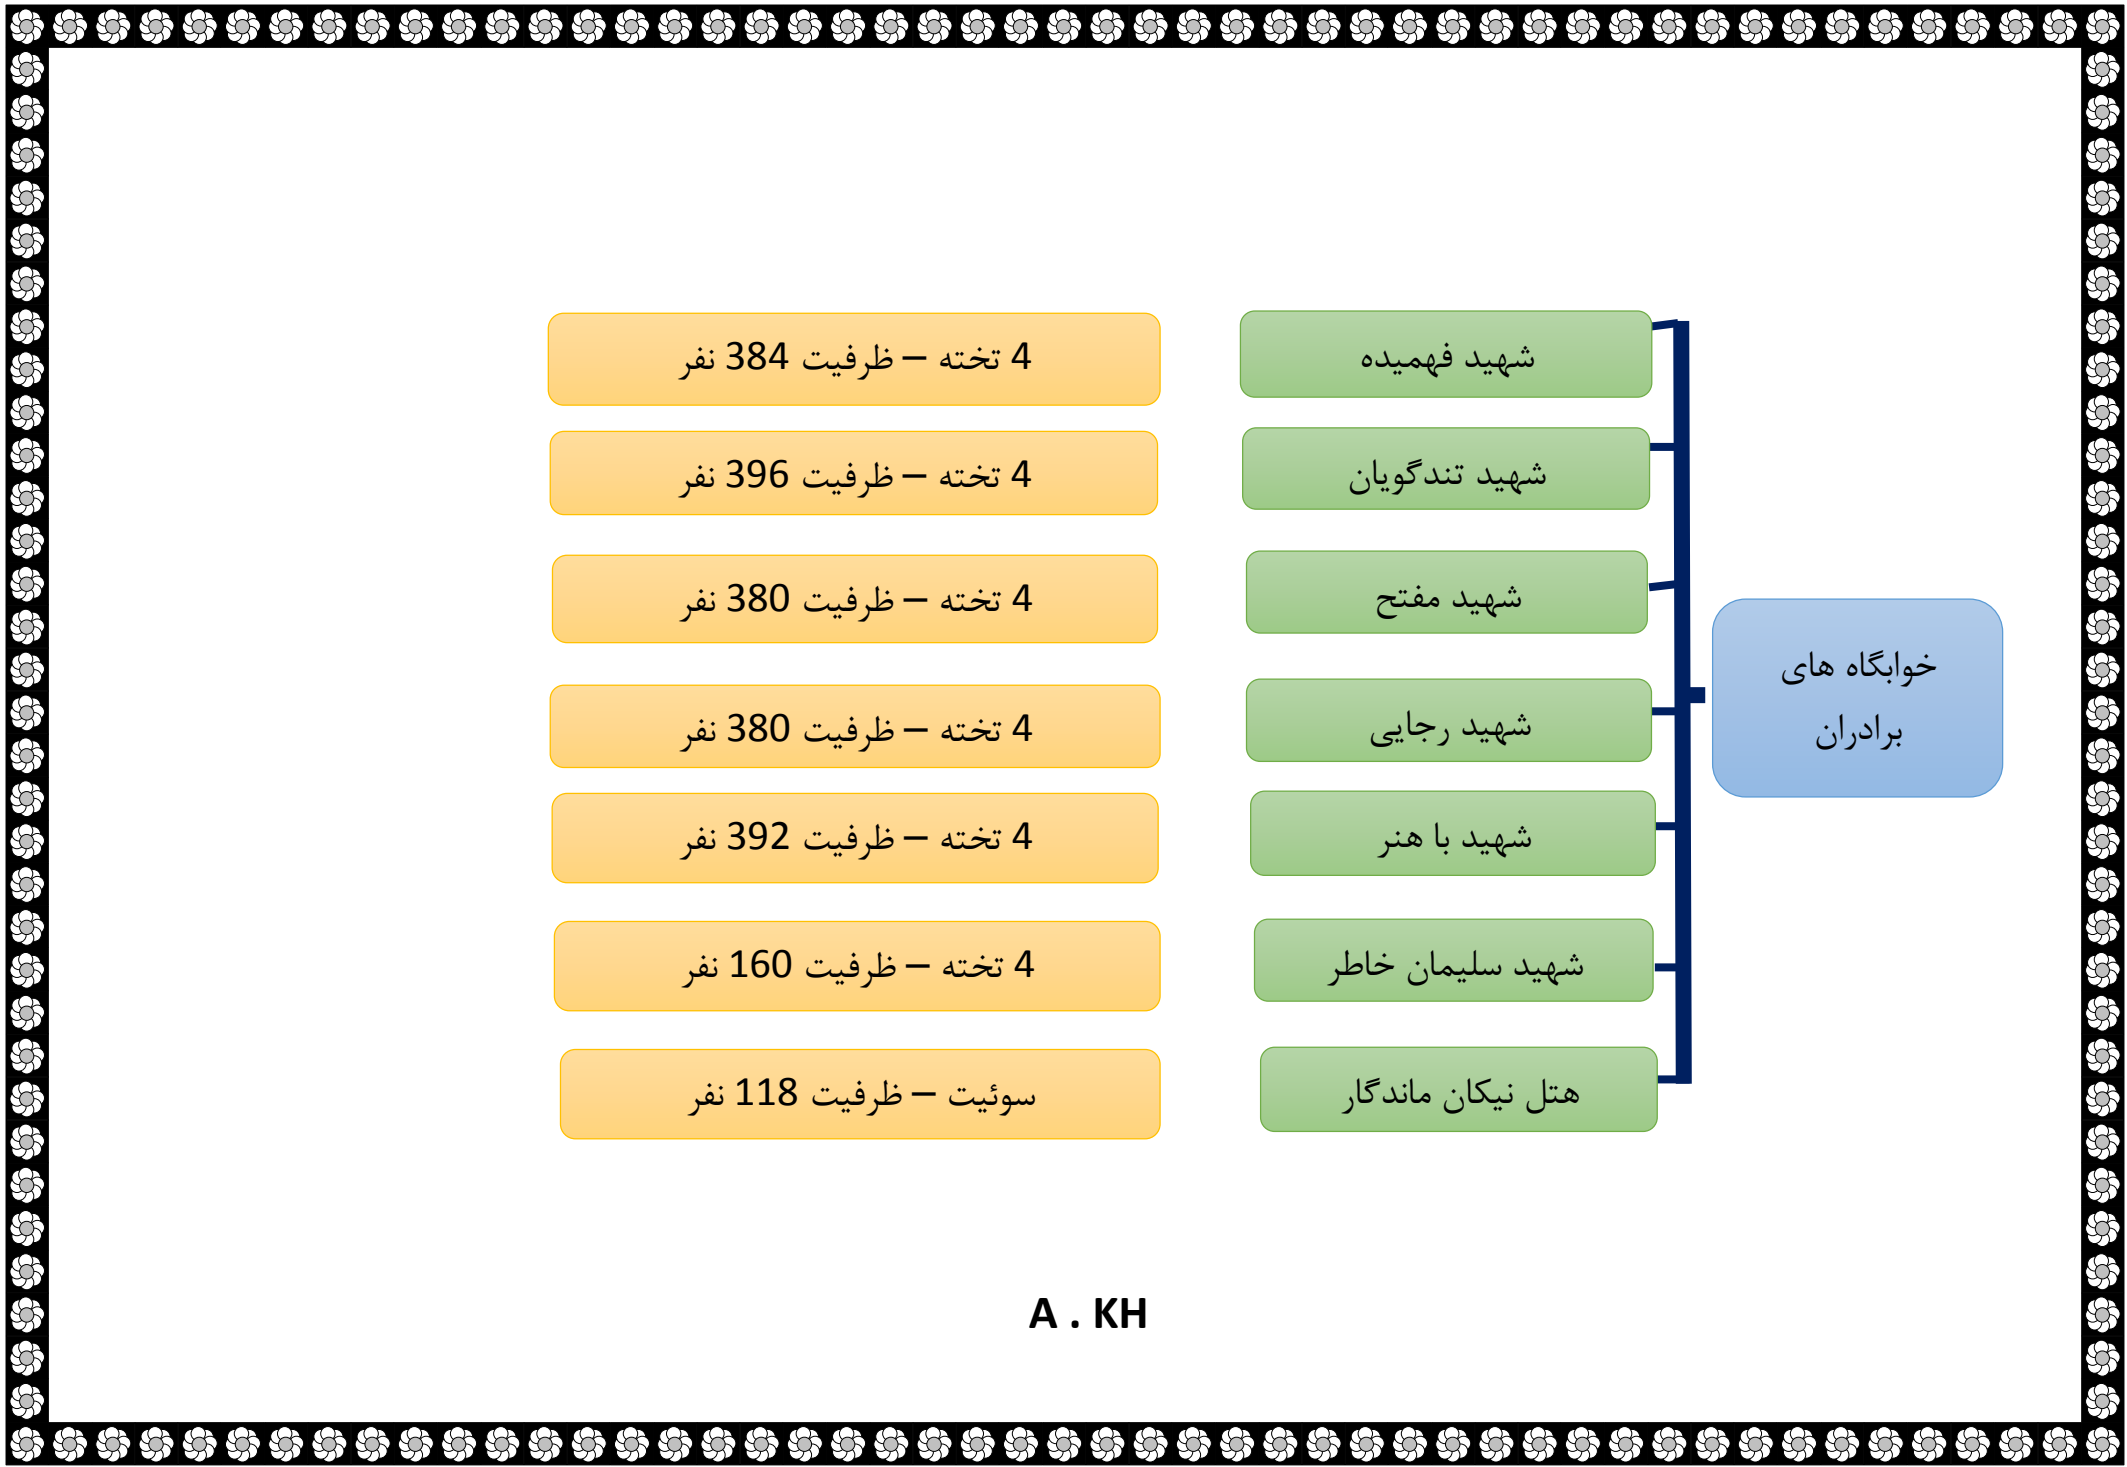 خوابگاه های
برادران
شهید فهمیده
4 تخته – ظرفیت 384 نفر
شهید تندگویان
4 تخته – ظرفیت 396 نفر
شهید مفتح
4 تخته – ظرفیت 380 نفر
شهید رجایی
4 تخته – ظرفیت 380 نفر
شهید با هنر
4 تخته – ظرفیت 392 نفر
شهید سلیمان خاطر
4 تخته – ظرفیت 160 نفر
هتل نیکان ماندگار
سوئیت – ظرفیت 118 نفر
A . KH